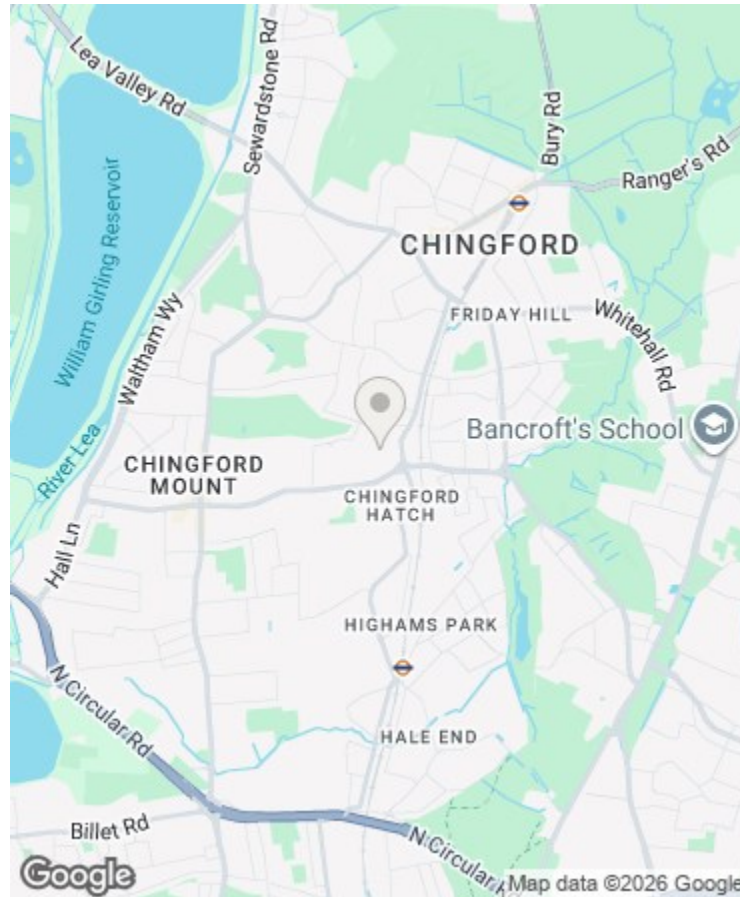 Lea Valley Rd
Sewardstone Rd
Bury Rd
Ranger's Rd
CHINGFORD
William Girling Reservoir
Waltham Wy
FRIDAY HILL
Whitehall Rd
Bancroft's School
River Lea
CHINGFORD
MOUNT
CHINGFORD
HATCH
Hall Ln
HIGHAMS PARK
N Circular Rd
HALE END
Billet Rd
N Circular Rd
Google
Map data ©2026 Google